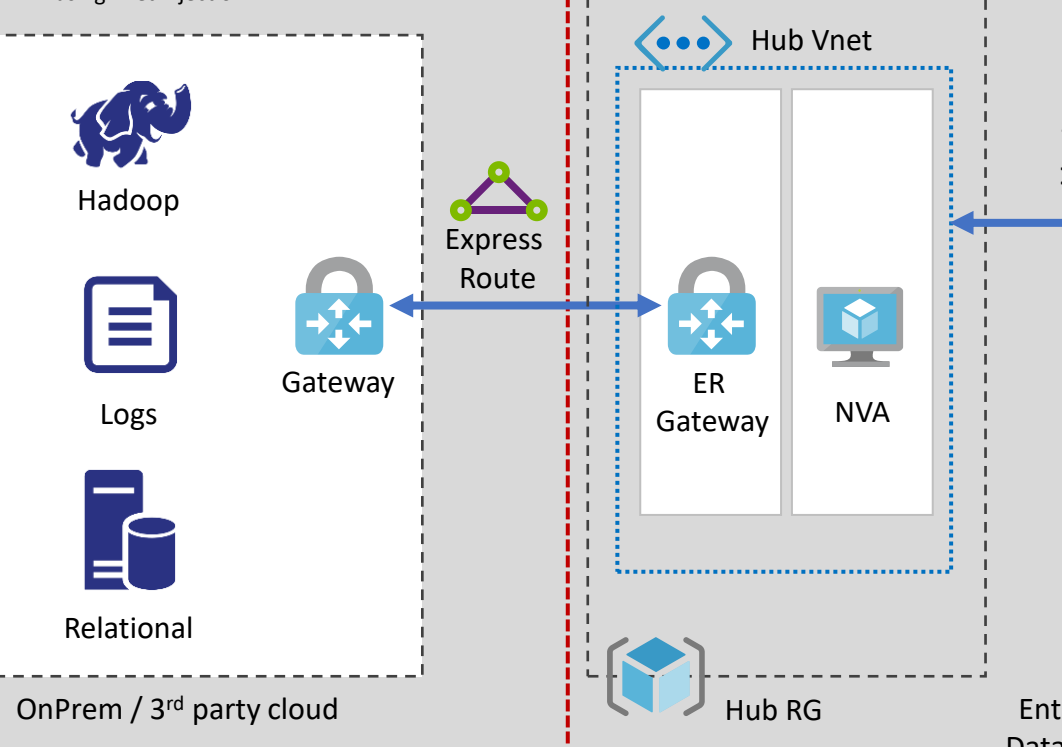 Hub Vnet
Hadoop
Express
Route
Logs
Gateway
ER
Gateway
NVA
Relational
OnPrem / 3rd party cloud
Hub RG